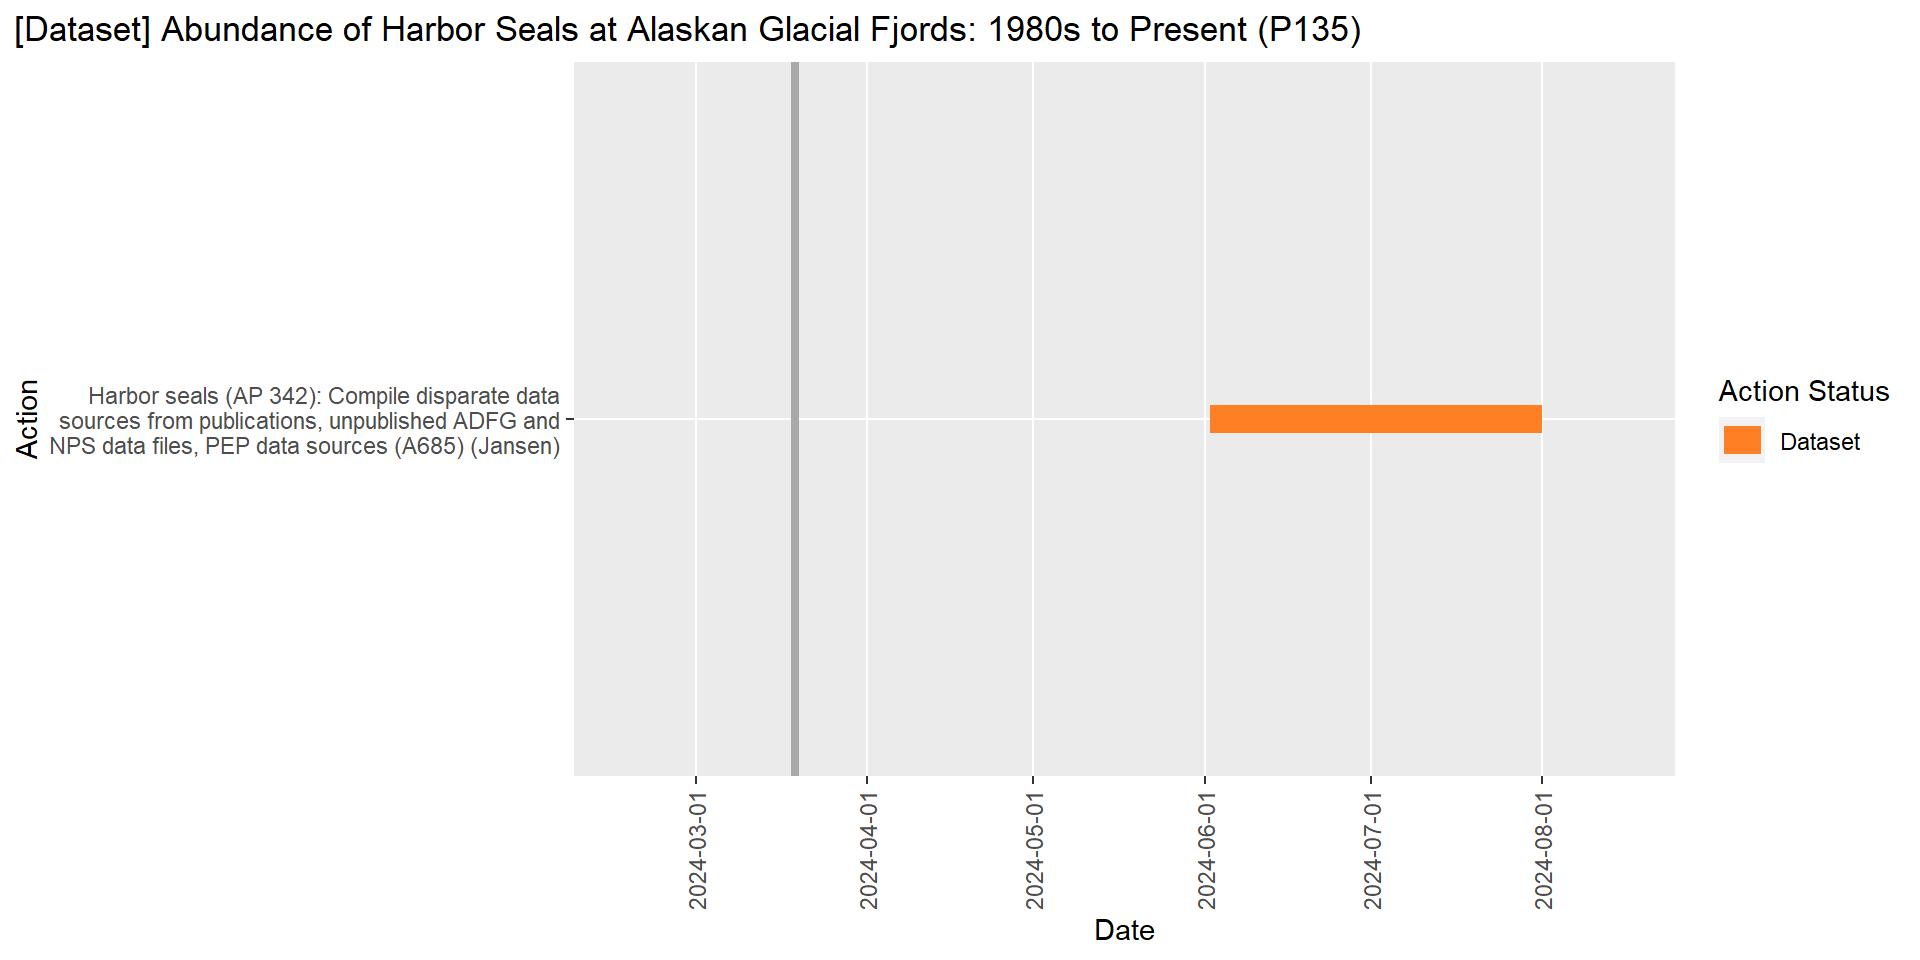 [Dataset] Abundance of Harbor Seals at Alaskan Glacial Fjords: 1980s to Present (P135)
Action
Harbor seals (AP 342): Compile disparate data
sources from publications, unpublished ADFG and
NPS data files, PEP data sources (A685) (Jansen)
Action Status
Dataset
2024-03-01
2024-04-01
2024-05-01
2024-06-01
2024-07-01
2024-08-01
Date